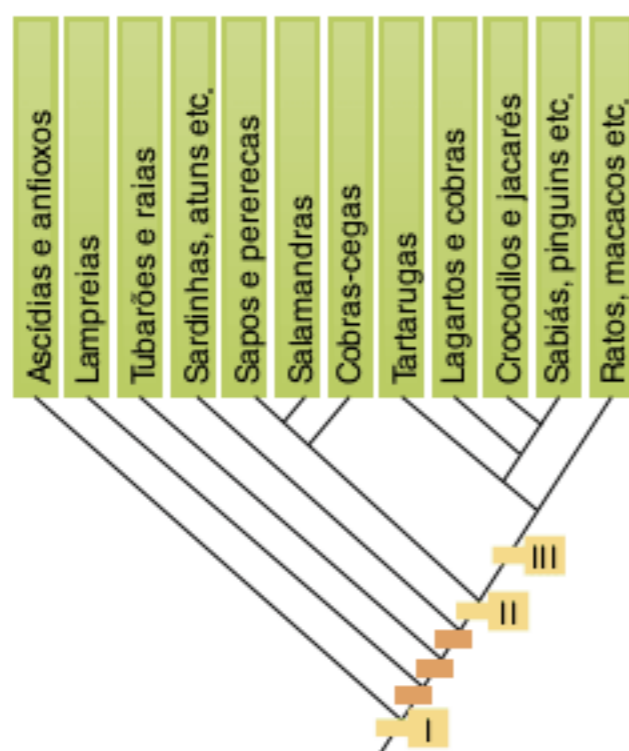 Ascídias e anfioxos
Lampreias
Tubarões e raias
Sardinhas, atuns etc.
Sapos e pererecas
Salamandras
Cobras-cegas
Tartarugas
Lagartos e cobras
Crocodilos e jacarés
Sabiás, pinguins etc.
Ratos, macacos etc.
III
II
I